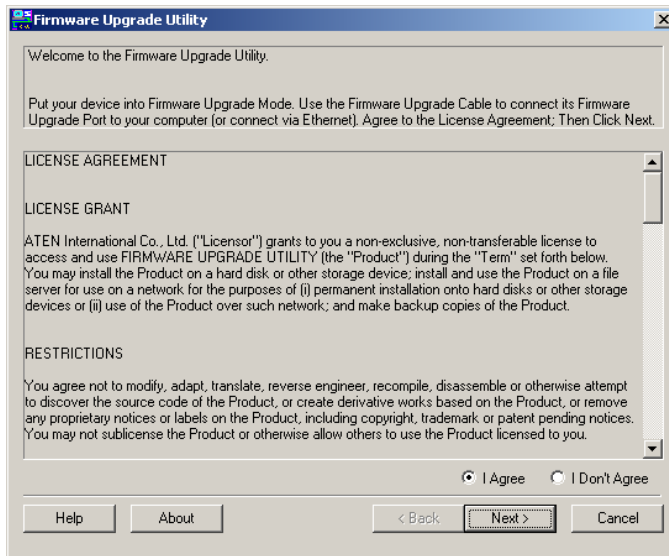 Firmware Upgrade Utility
Welcome to the Firmware Upgrade Utility.
Put your device into Firmware Upgrade Mode. Use the Firmware Upgrade Cable to connect its Firmware
Upgrade Port to your computer (or connect via Ethernet). Agree to the License Agreement; Then Click Next.
LICENSE AGREEMENT
LICENSE GRANT
ATEN International Co., Ltd. ("Licensor") grants to you a non-exclusive, non-transferable license to
access and use FIRMWARE UPGRADE UTILITY (the "Product") during the "Term" set forth below.
You may install the Product on a hard disk or other storage device; install and use the Product on a file
server for use on a network for the purposes of (i) permanent installation onto hard disks or other storage
devices or (ii) use of the Product over such network; and make backup copies of the Product.
RESTRICTIONS
You agree not to modify, adapt, translate, reverse engineer, recompile, disassemble or otherwise attempt
to discover the source code of the Product, or create derivative works based on the Product, or remove
any proprietary notices or labels on the Product, including copyright, trademark or patent pending notices.
You may not sublicense the Product or otherwise allow others to use the Product licensed to you.
I Agree I Don't Agree
Help About < Back Next > Cancel